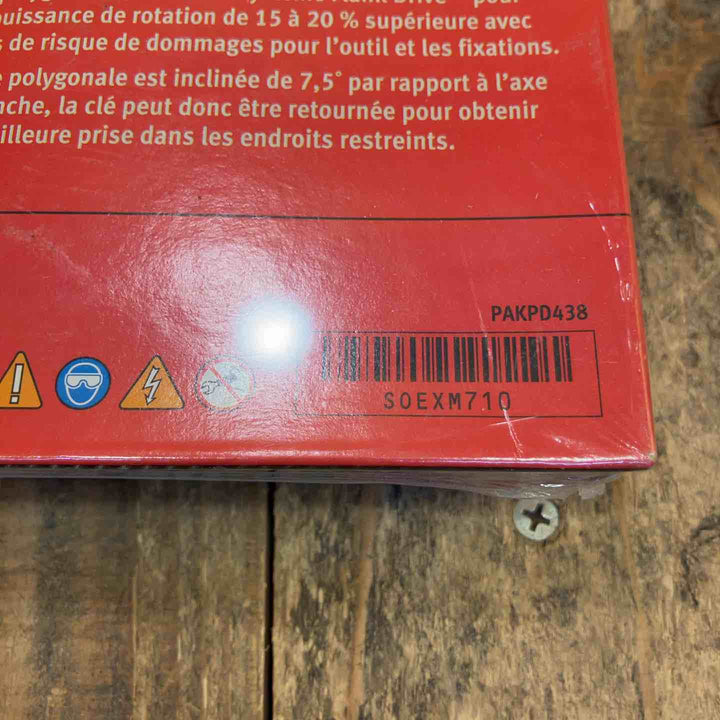 uissance de rotation de 15 à 20 % supérieure avec
de risque de dommages pour l'outil et les fixations.
polygonale est inclinée de 7,5° par rapport à l'axe
nche, la clé peut donc être retournée pour obtenir
illeure prise dans les endroits restreints.
PAKPD438
SOEXM710